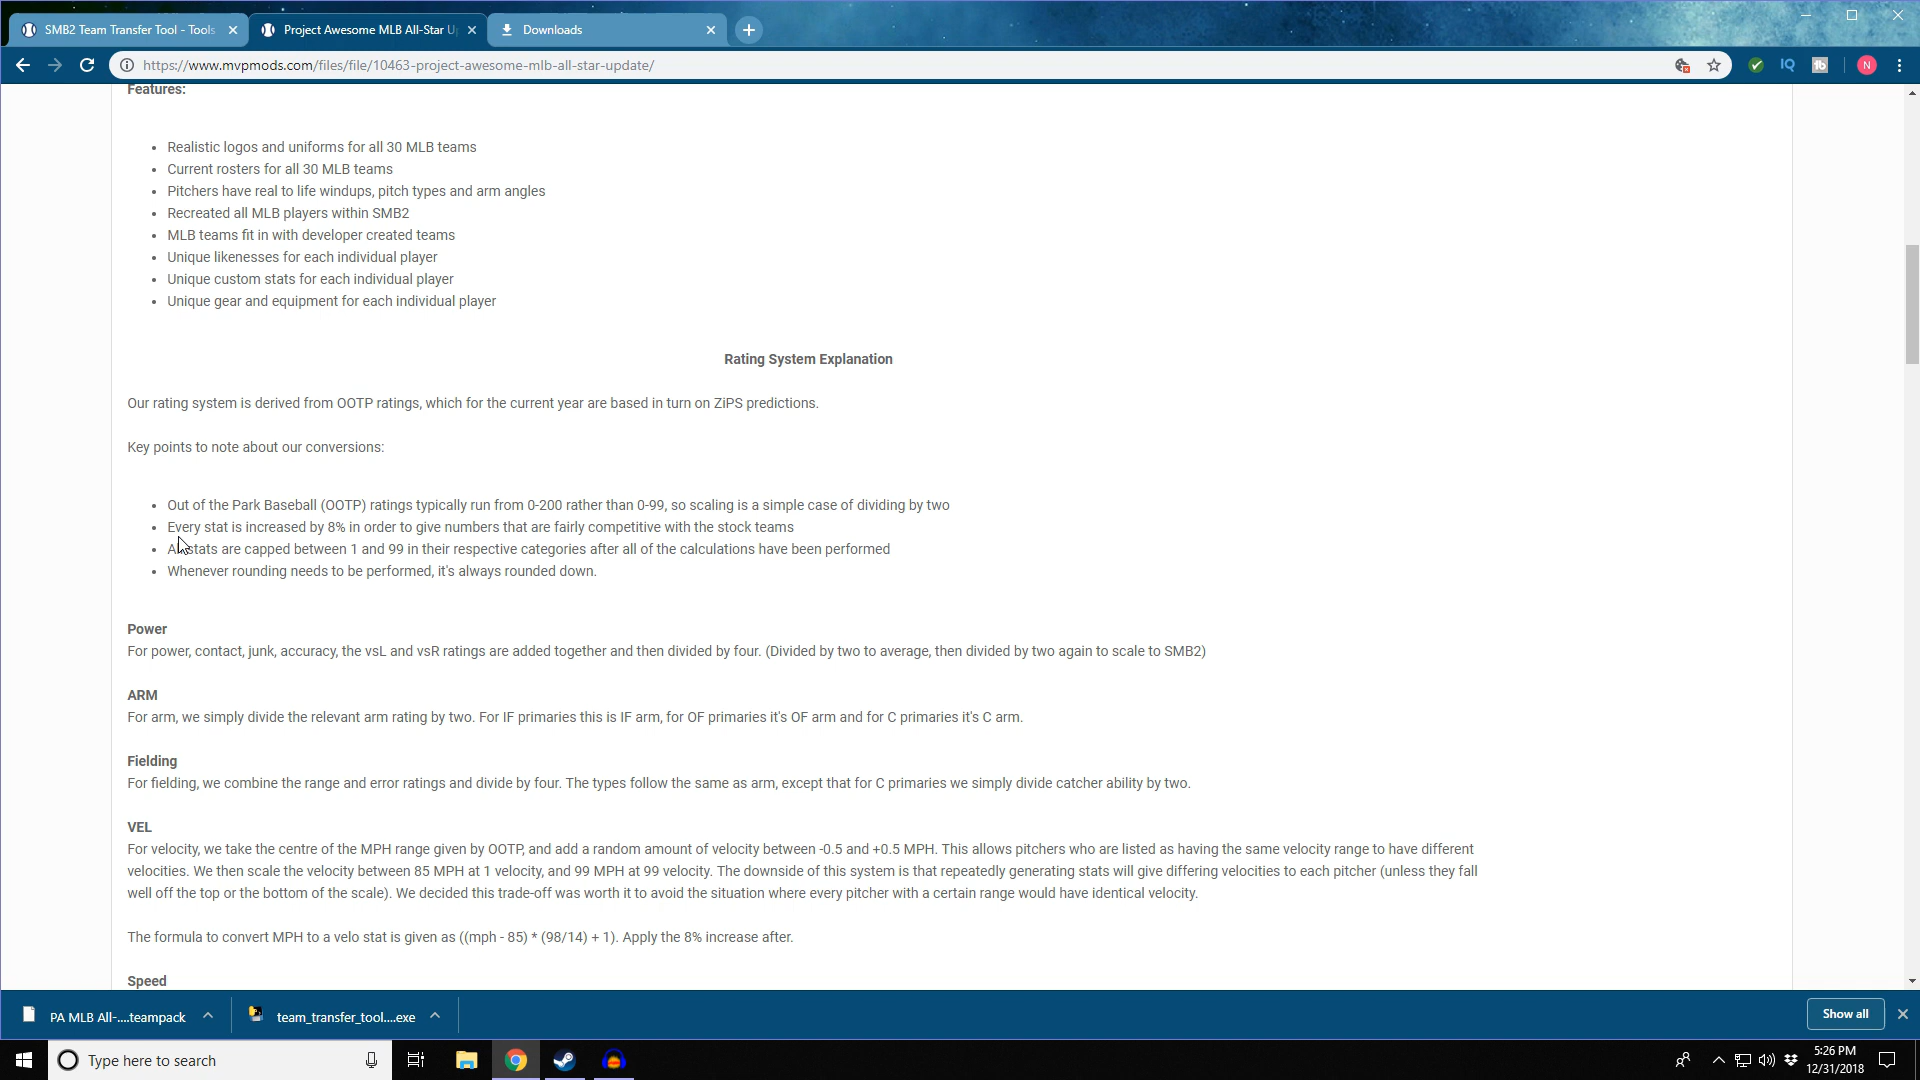 SMB2 Team Transfer Tool - Tools
Project Awesome MLB All-Star U
Downloads
https://www.mvpmods.com/files/file/10463-project-awesome-mlb-all-star-update/
IQ
N
Features:
• Realistic logos and uniforms for all 30 MLB teams
• Current rosters for all 30 MLB teams
• Pitchers have real to life windups, pitch types and arm angles
• Recreated all MLB players within SMB2
• MLB teams fit in with developer created teams
• Unique likenesses for each individual player
• Unique custom stats for each individual player
• Unique gear and equipment for each individual player
Rating System Explanation
Our rating system is derived from OOTP ratings, which for the current year are based in turn on ZiPS predictions.
Key points to note about our conversions:
• Out of the Park Baseball (OOTP) ratings typically run from 0-200 rather than 0-99, so scaling is a simple case of dividing by two
• Every stat is increased by 8% in order to give numbers that are fairly competitive with the stock teams
• All stats are capped between 1 and 99 in their respective categories after all of the calculations have been performed
• Whenever rounding needs to be performed, it's always rounded down.
Power
For power, contact, junk, accuracy, the vsL and vsR ratings are added together and then divided by four. (Divided by two to average, then divided by two again to scale to SMB2)
ARM
For arm, we simply divide the relevant arm rating by two. For IF primaries this is IF arm, for OF primaries it's OF arm and for C primaries it's C arm.
Fielding
For fielding, we combine the range and error ratings and divide by four. The types follow the same as arm, except that for C primaries we simply divide catcher ability by two.
VEL
For velocity, we take the centre of the MPH range given by OOTP, and add a random amount of velocity between -0.5 and +0.5 MPH. This allows pitchers who are listed as having the same velocity range to have different
velocities. We then scale the velocity between 85 MPH at 1 velocity, and 99 MPH at 99 velocity. The downside of this system is that repeatedly generating stats will give differing velocities to each pitcher (unless they fall
well off the top or the bottom of the scale). We decided this trade-off was worth it to avoid the situation where every pitcher with a certain range would have identical velocity.
The formula to convert MPH to a velo stat is given as ((mph - 85) * (98/14) + 1). Apply the 8% increase after.
Speed
PA MLB All-....teampack
team_transfer_tool....exe
Show all
Type here to search
5:26 PM
12/31/2018